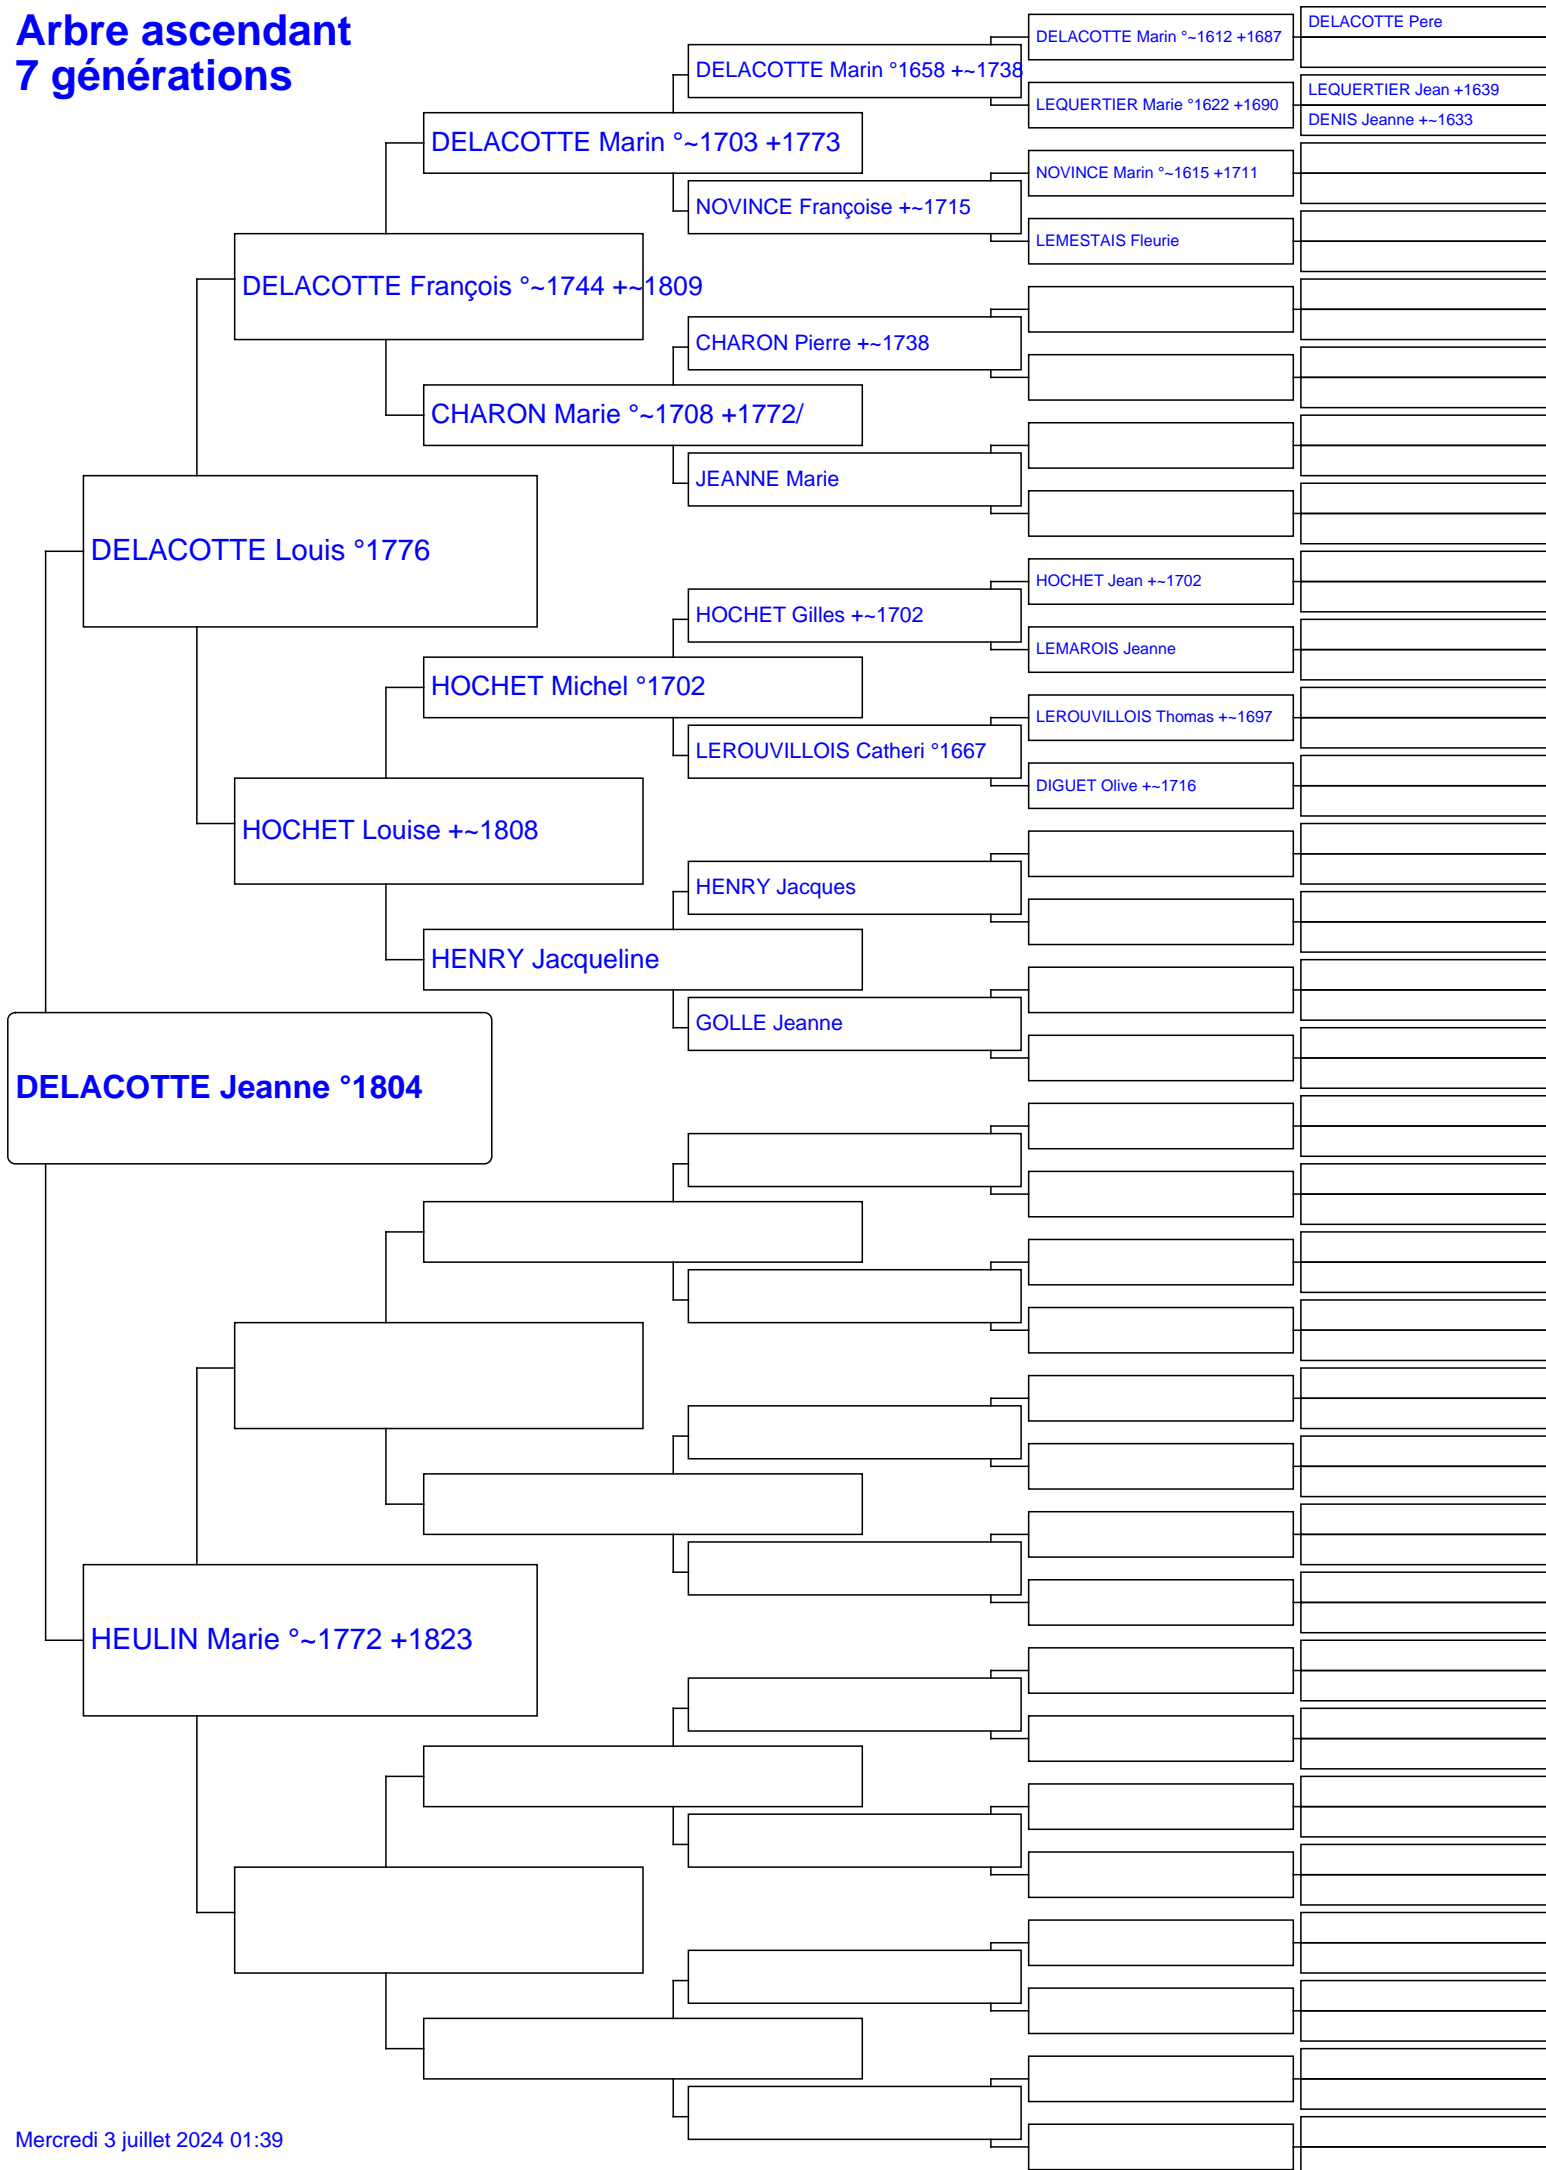 Arbre ascendant
7 générations
DELACOTTE Jeanne °1804
DELACOTTE Louis °1776
HEULIN Marie °~1772 +1823
DELACOTTE François °~1744 +~1809
HOCHET Louise +~1808
DELACOTTE Marin °~1703 +1773
CHARON Marie °~1708 +1772/
HOCHET Michel °1702
HENRY Jacqueline
DELACOTTE Marin °1658 +~1738
NOVINCE Françoise +~1715
CHARON Pierre +~1738
JEANNE Marie
HOCHET Gilles +~1702
LEROUVILLOIS Catheri °1667
HENRY Jacques
GOLLE Jeanne
DELACOTTE Marin °~1612 +1687
LEQUERTIER Marie °1622 +1690
NOVINCE Marin °~1615 +1711
LEMESTAIS Fleurie
HOCHET Jean +~1702
LEMAROIS Jeanne
LEROUVILLOIS Thomas +~1697
DIGUET Olive +~1716
DELACOTTE Pere
LEQUERTIER Jean +1639
DENIS Jeanne +~1633
Mercredi 3 juillet 2024 01:39